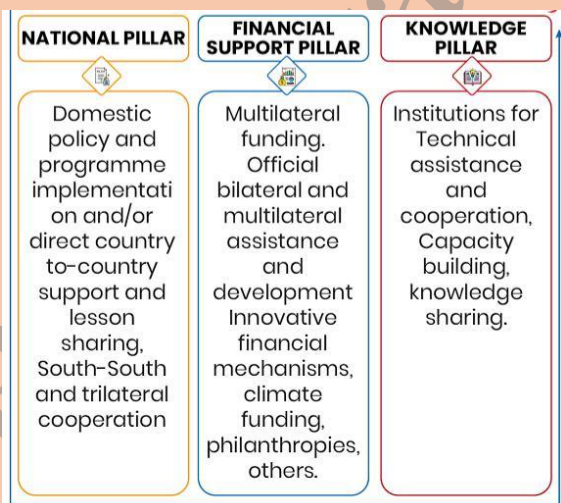 NATIONAL PILLAR
Domestic
policy and
programme
implementati
on and/or
direct country
to-country
support and
lesson
sharing,
South-South
and trilateral
cooperation
FINANCIAL
SUPPORT PILLAR
Multilateral
funding.
Official
bilateral and
multilateral
assistance
and
development
Innovative
financial
mechanisms,
climate
funding,
philanthropies,
others.
KNOWLEDGE
PILLAR
Institutions for
Technical
assistance
and
cooperation,
Capacity
building,
knowledge
sharing.